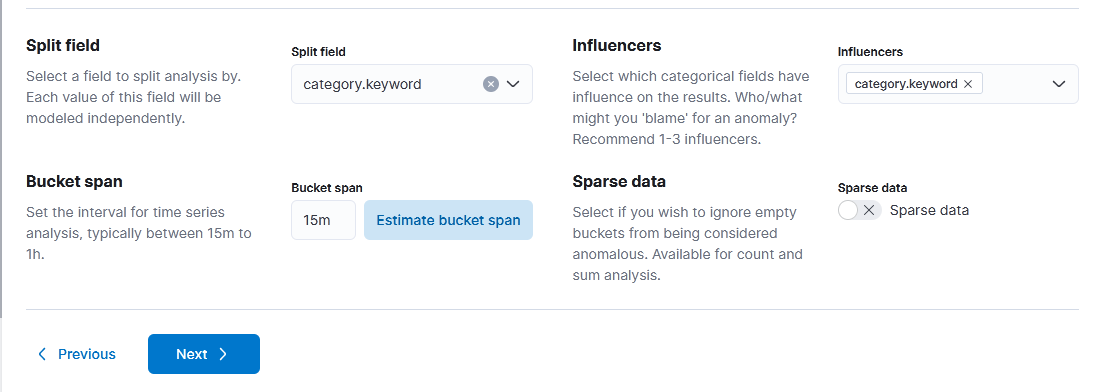 Split field
Select a field to split analysis by.
Each value of this field will be
modeled independently.
Split field
category.keyword
Influencers
Select which categorical fields have
influence on the results. Who/what
might you 'blame' for an anomaly?
Recommend 1-3 influencers.
Influencers
category.keyword
Bucket span
Set the interval for time series
analysis, typically between 15m to
1h.
Bucket span
15m
Estimate bucket span
Sparse data
Select if you wish to ignore empty
buckets from being considered
anomalous. Available for count and
sum analysis.
Sparse data
Sparse data
Previous
Next